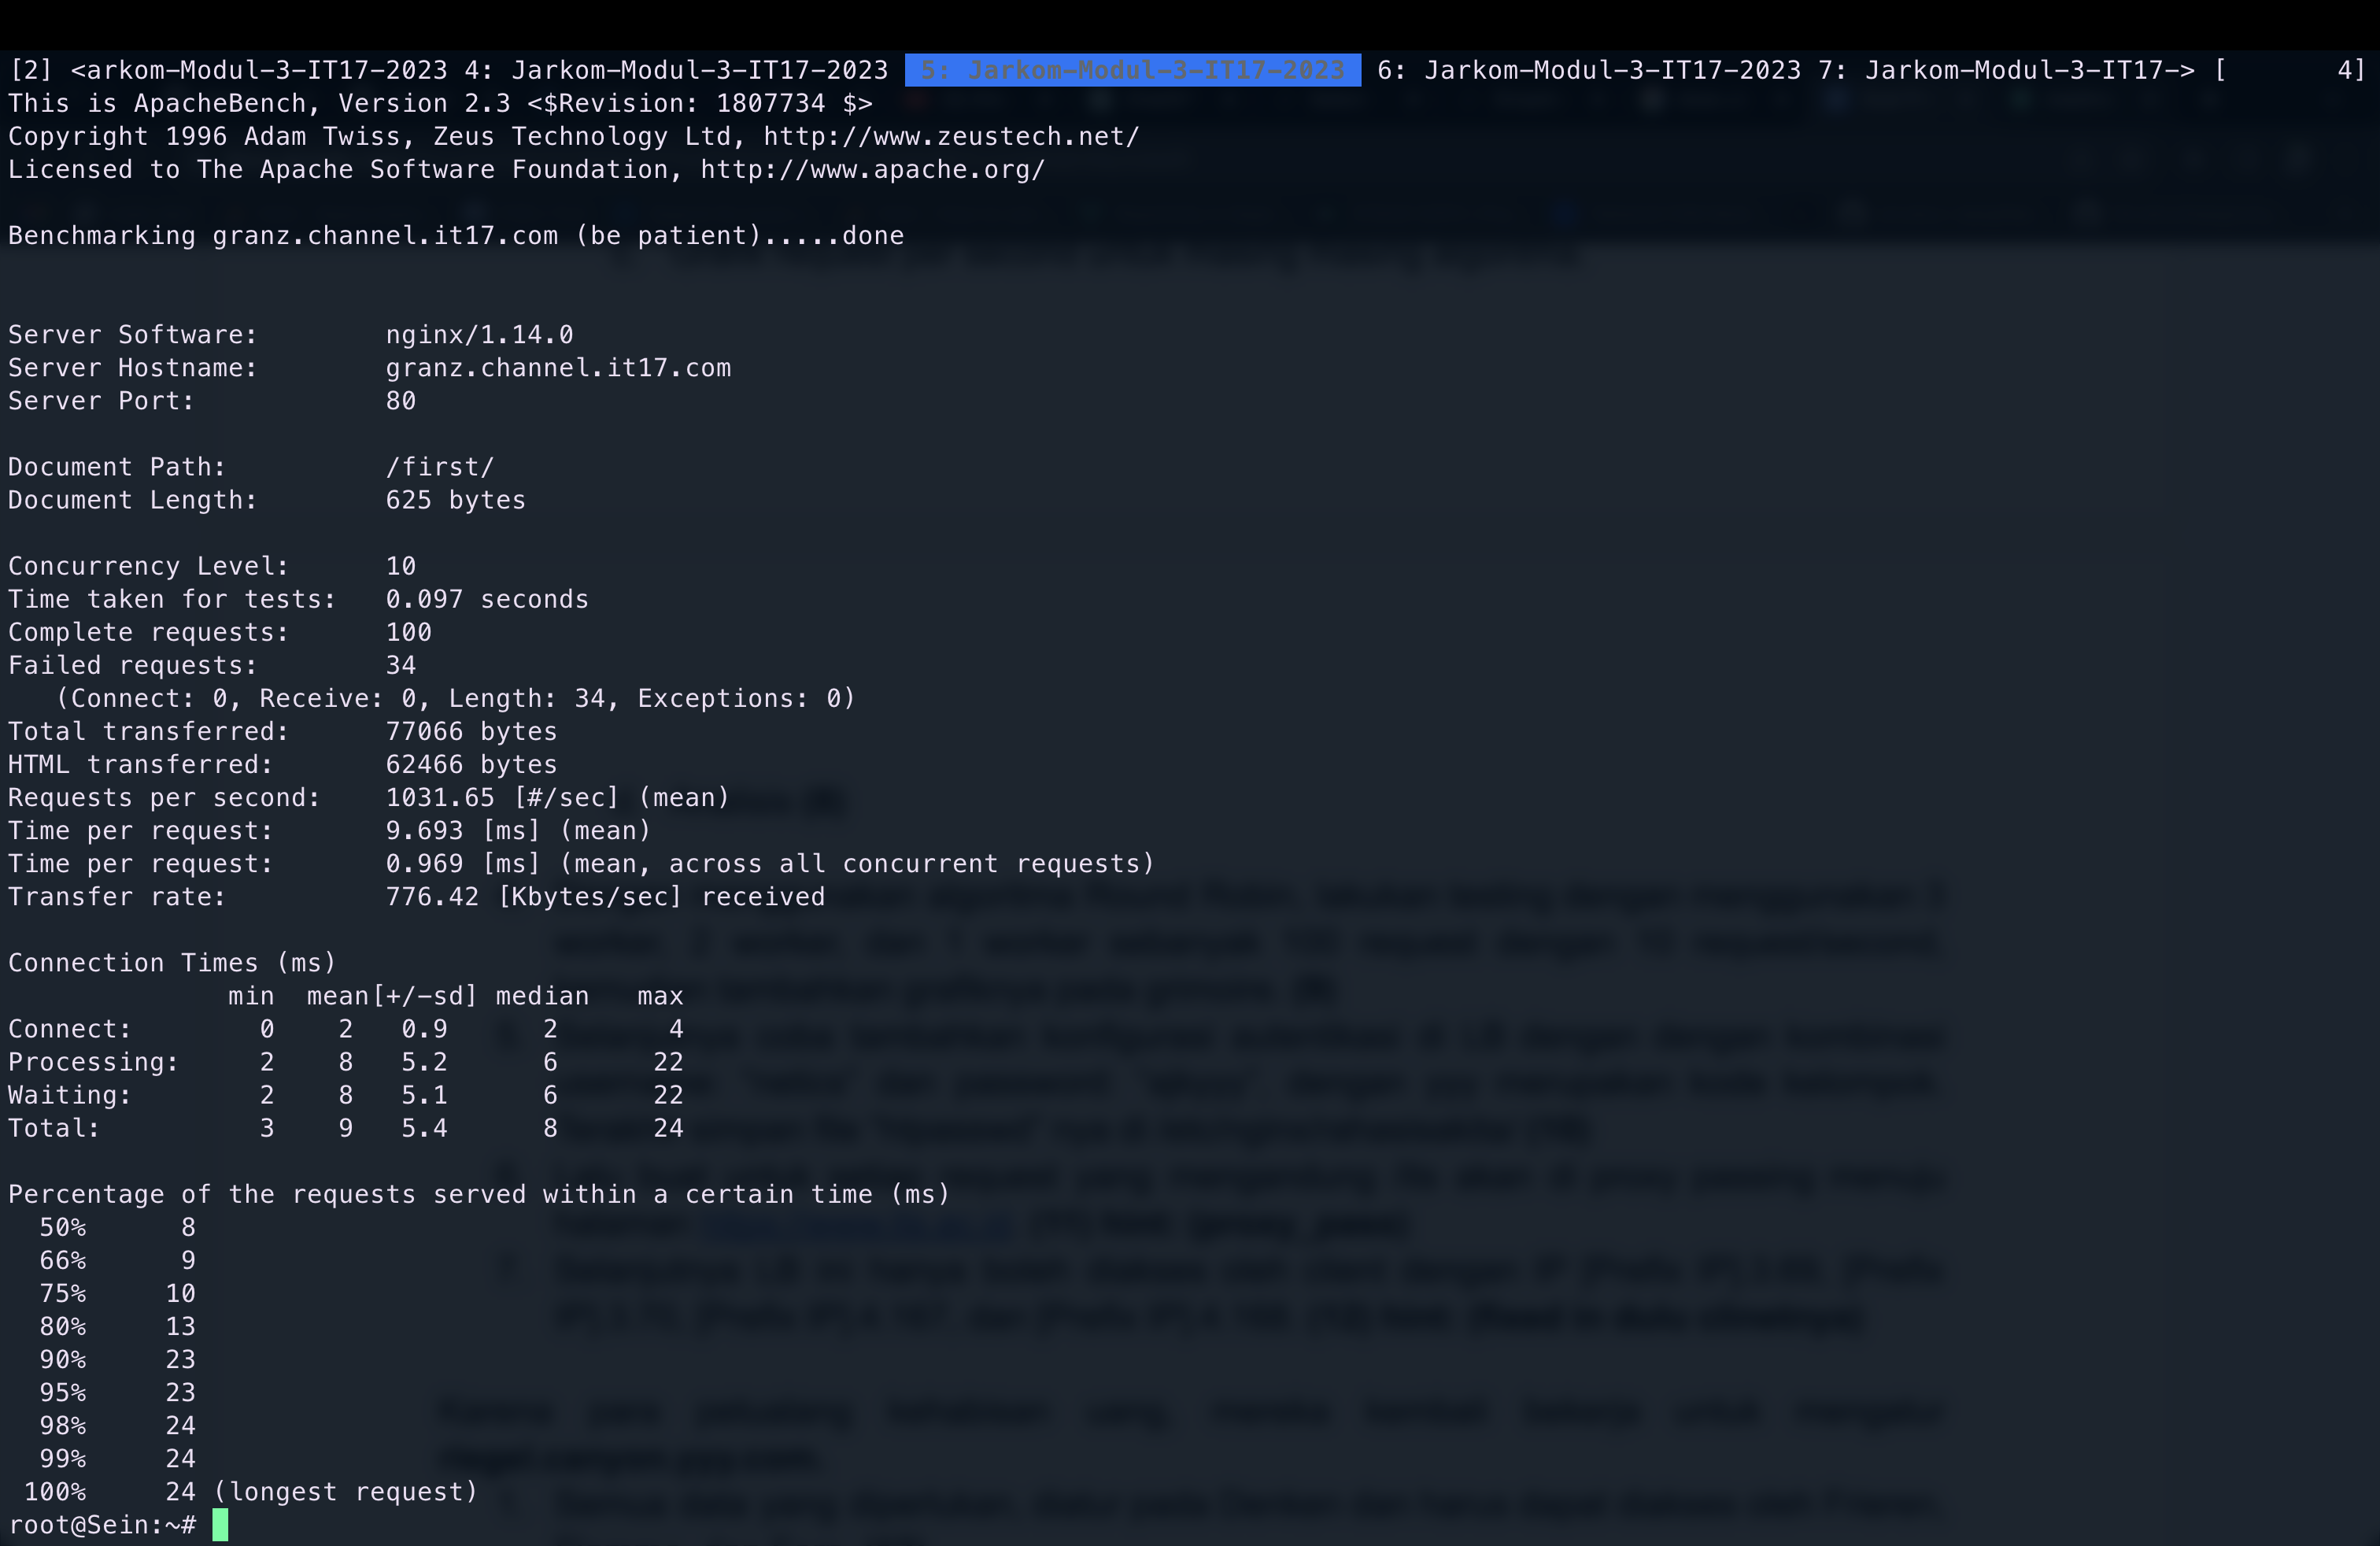 [2] <arkom-Modul-3-IT17-2023 4: Jarkom-Modul-3-IT17-2023 5: Jarkom-Modul-3-IT17-2023 6: Jarkom-Modul-3-IT17-2023 7: Jarkom-Modul-3-IT17-> [ 4]
This is ApacheBench, Version 2.3 <$Revision: 1807734 $>
Copyright 1996 Adam Twiss, Zeus Technology Ltd, http://www.zeustech.net/
Licensed to The Apache Software Foundation, http://www.apache.org/
Benchmarking granz.channel.it17.com (be patient).....done
Server Software: nginx/1.14.0
Server Hostname: granz.channel.it17.com
Server Port: 80
Document Path: /first/
Document Length: 625 bytes
Concurrency Level: 10
Time taken for tests: 0.097 seconds
Complete requests: 100
Failed requests: 34
(Connect: 0, Receive: 0, Length: 34, Exceptions: 0)
Total transferred: 77066 bytes
HTML transferred: 62466 bytes
Requests per second: 1031.65 [#/sec] (mean)
Time per request: 9.693 [ms] (mean)
Time per request: 0.969 [ms] (mean, across all concurrent requests)
Transfer rate: 776.42 [Kbytes/sec] received
Connection Times (ms)
min mean[+/-sd] median max
Connect: 0 2 0.9 2 4
Processing: 2 8 5.2 6 22
Waiting: 2 8 5.1 6 22
Total: 3 9 5.4 8 24
Percentage of the requests served within a certain time (ms)
50% 8
66% 9
75% 10
80% 13
90% 23
95% 23
98% 24
99% 24
100% 24 (longest request)
root@Sein:~#